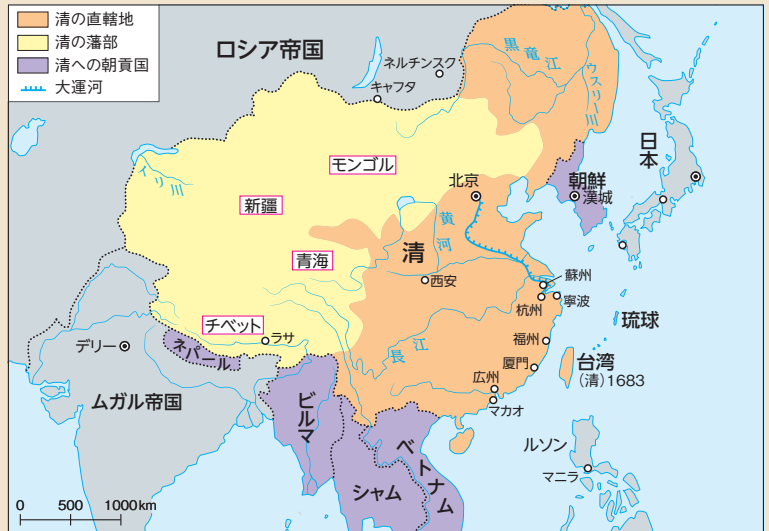 清の直轄地
清の藩部
清への朝貢国
大運河
ロシア帝国
ネルチンスク
キャフタ
黒竜江
ウスリー川
日本
モンゴル
イリ川
新疆
北京
朝鮮
漢城
黄河
清
青海
西安
蘇州
杭州
寧波
チベット
ラサ
琉球
デリー
ネパール
長江
福州
厦門
台湾
(清)1683
広州
マカオ
ムガル帝国
ビルマ
ベトナム
シャム
ルソン
マニラ
0 500 1000km